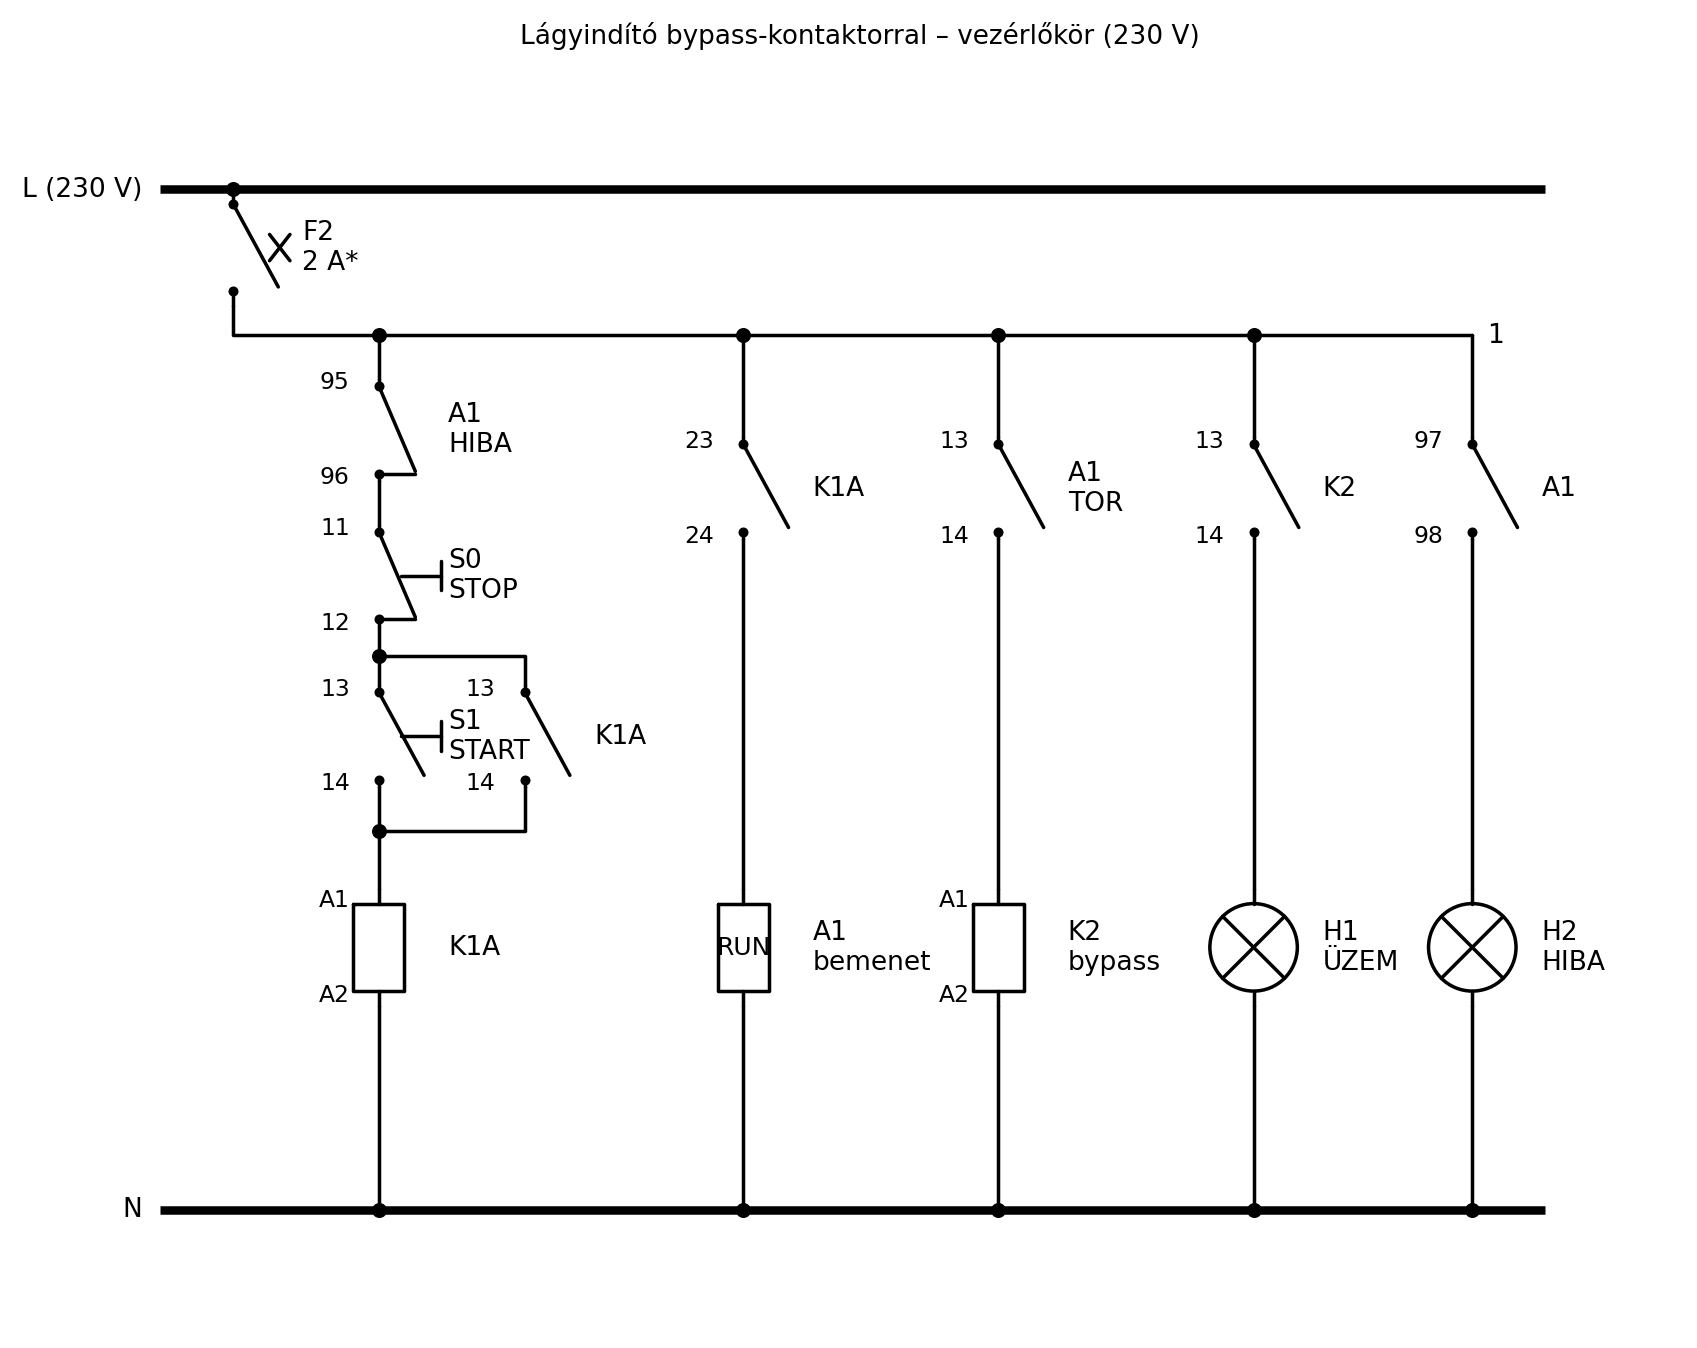 Lágyindító bypass-kontaktorral – vezérlőkör (230 V)
L (230 V)
F2
2 A*
1
95
A1
HIBA
96
11
S0
STOP
12
13
S1
START
14
13
K1A
14
A1
K1A
A2
23
K1A
24
RUN
A1
bemenet
13
A1
TOR
14
A1
K2
bypass
A2
13
K2
14
H1
ÜZEM
97
A1
98
H2
HIBA
N